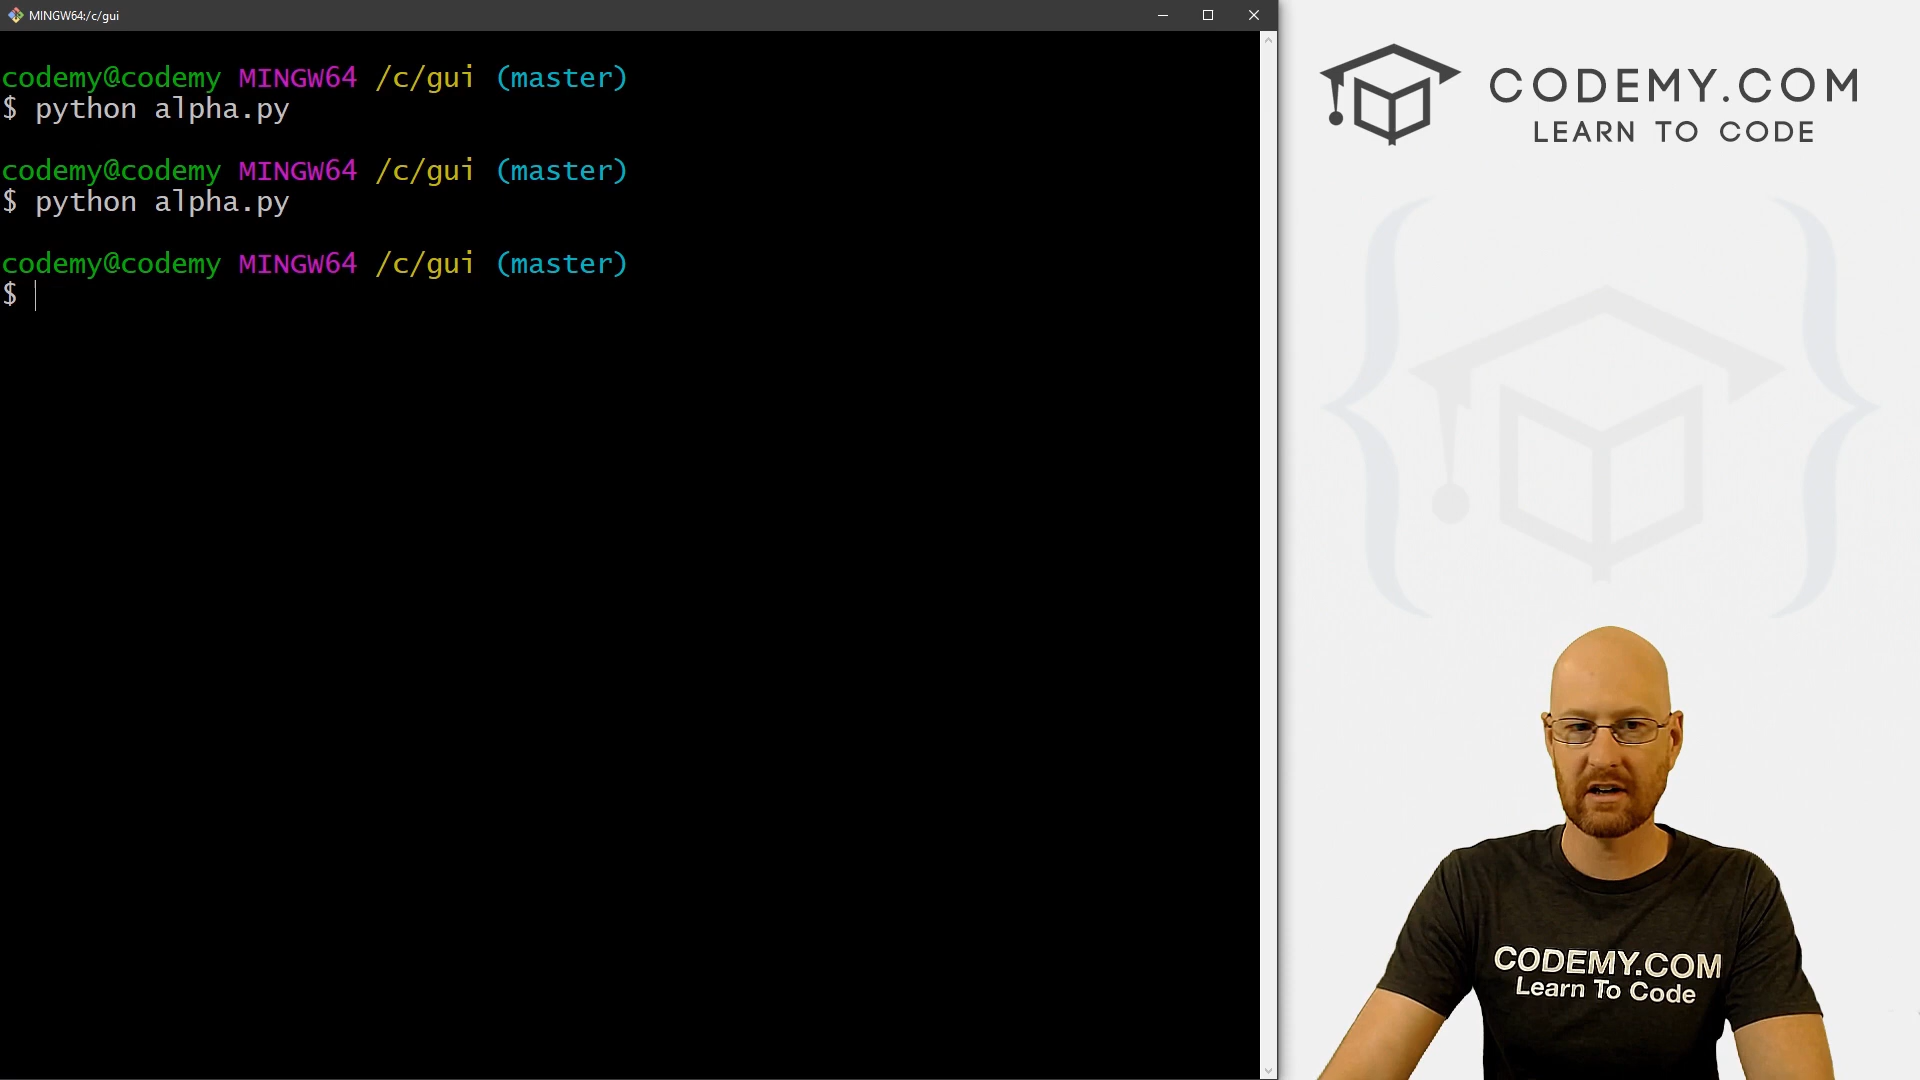 MINGW64:/c/gui
codemy@codemy MINGW64 /c/gui (master)
$ python alpha.py
codemy@codemy MINGW64 /c/gui (master)
$ python alpha.py
codemy@codemy MINGW64 /c/gui (master)
$
CODEMY.COM
LEARN TO CODE
CODEMY.COM
Learn To Code